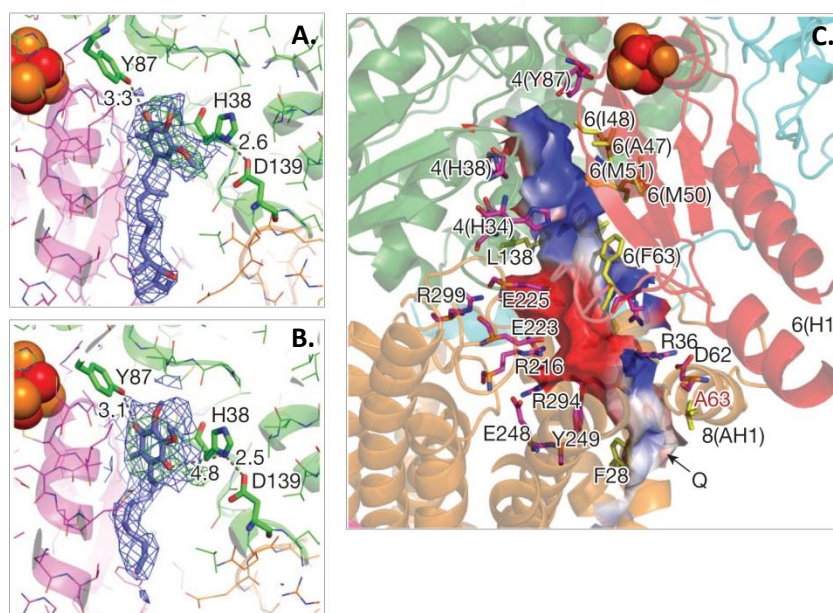 A.
Y87
3.3
H38
2.6
D139
B.
Y87
3.1
H38
4.8
2.5
D139
C.
4(Y87)
6(I48)
6(A47)
4(H38)
6(M51)
6(M50)
4(H34)
L138
6(F63)
R299
E225
E223
6(H1
R36
D62
R216
A63
R294
8(AH1)
E248
Y249
F28
Q